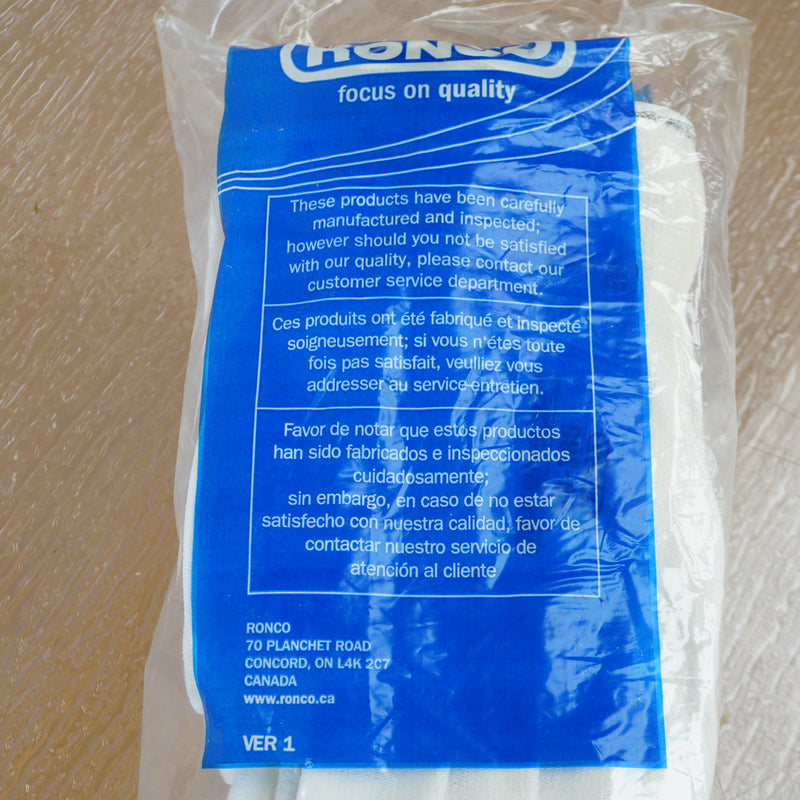 RONCO
focus on quality
These products have been carefully
manufactured and inspected;
however should you not be satisfied
with our quality, please contact our
customer service department.
Ces produits ont été fabriqué et inspecté
soigneusement; si vous n'êtes toute
fois pas satisfait, veulliez vous
addresser au service entretien.
Favor de notar que estos productos
han sido fabricados e inspeccionados
cuidadosamente;
sin embargo, en caso de no estar
satisfecho con nuestra calidad, favor de
contactar nuestro servicio de
atención al cliente
RONCO
70 PLANCHET ROAD
CONCORD, ON L4K 2C7
CANADA
www.ronco.ca
VER 1